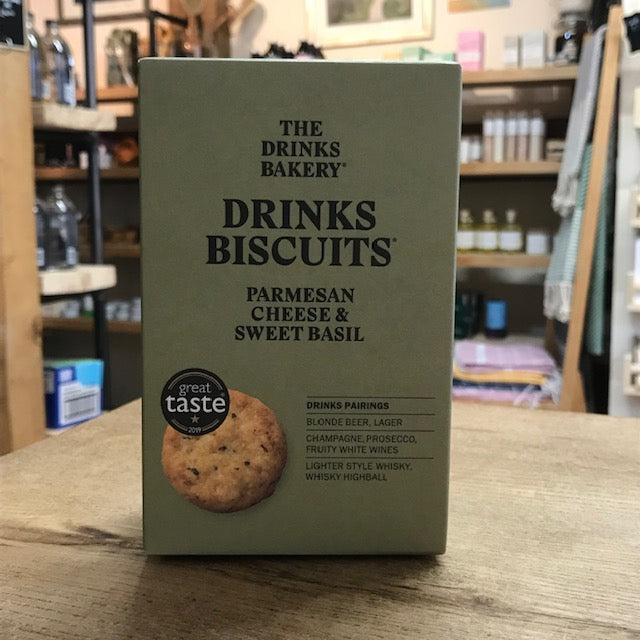 THE
DRINKS
BAKERY®
DRINKS
BISCUITS®
PARMESAN
CHEESE &
SWEET BASIL
great
taste
2019
DRINKS PAIRINGS
BLONDE BEER, LAGER
CHAMPAGNE, PROSECCO,
FRUITY WHITE WINES
LIGHTER STYLE WHISKY,
WHISKY HIGHBALL